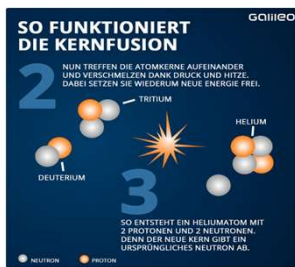 Galileo
SO FUNKTIONIERT
DIE KERNFUSION
2
NUN TREFFEN DIE ATOMKERNE AUFEINANDER
UND VERSCHMELZEN DANK DRUCK UND HITZE.
DABEI SETZEN SIE WIEDERUM NEUE ENERGIE FREI.
TRITIUM
HELIUM
DEUTERIUM
3
SO ENTSTEHT EIN HELIUMATOM MIT
2 PROTONEN UND 2 NEUTRONEN.
DENN DER NEUE KERN GIBT EIN
URSPRÜNGLICHES NEUTRON AB.
NEUTRON
PROTON